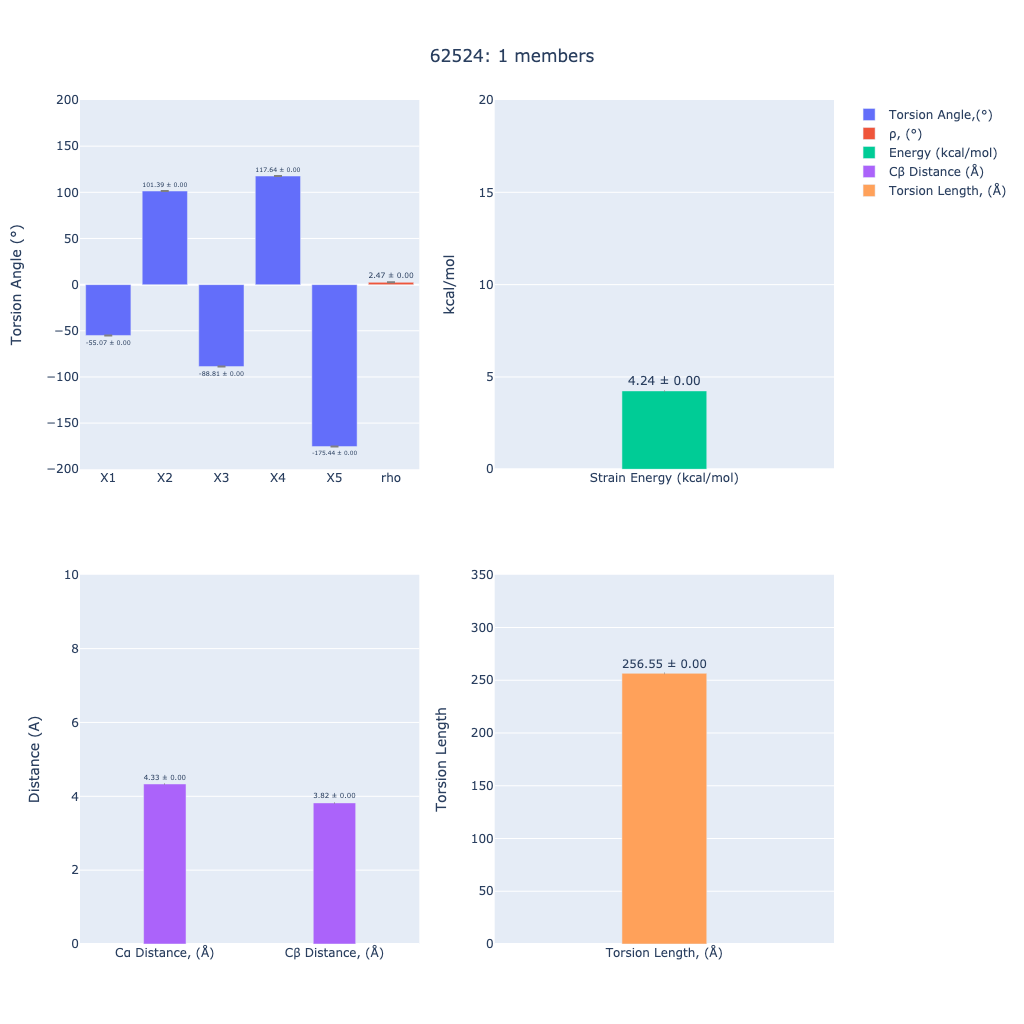 62524: 1 members
200
150
100
50
0
−50
−100
−150
−200
Torsion Angle (°)
-55.07 ± 0.00
101.39 ± 0.00
-88.81 ± 0.00
117.64 ± 0.00
-175.44 ± 0.00
2.47 ± 0.00
X1 X2 X3 X4 X5 rho
20
15
10
5
0
kcal/mol
4.24 ± 0.00
Strain Energy (kcal/mol)
Torsion Angle,(°)
ρ, (°)
Energy (kcal/mol)
Cβ Distance (Å)
Torsion Length, (Å)
10
8
6
4
2
0
Distance (A)
4.33 ± 0.00
3.82 ± 0.00
Cα Distance, (Å) Cβ Distance, (Å)
350
300
250
200
150
100
50
0
Torsion Length
256.55 ± 0.00
Torsion Length, (Å)